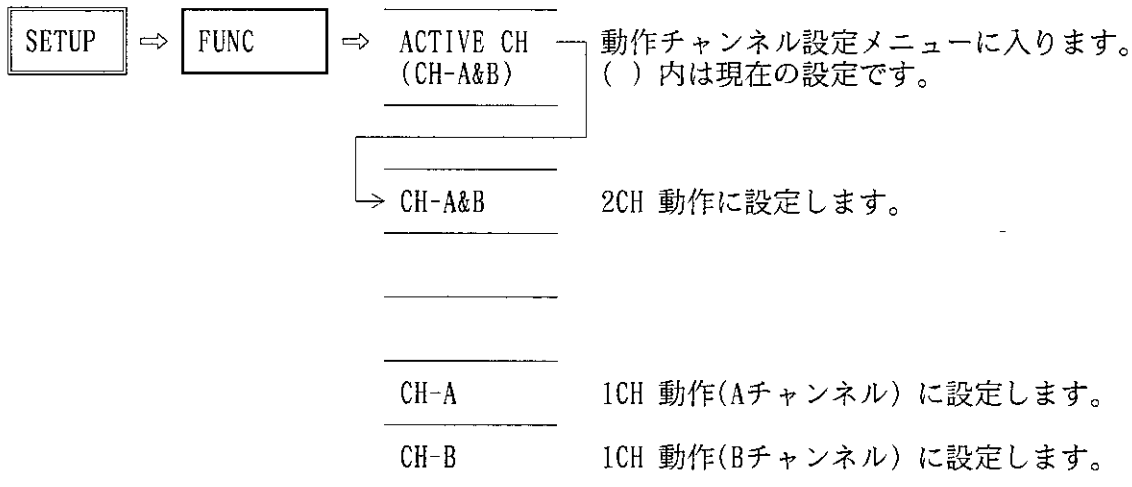 SETUP ⇨ FUNC ⇨ ACTIVE CH 動作チャンネル設定メニューに入ります。
(CH-A&B) ( ) 内は現在の設定です。
CH-A&B 2CH 動作に設定します。
CH-A 1CH 動作(Aチャンネル) に設定します。
CH-B 1CH 動作(Bチャンネル) に設定します。